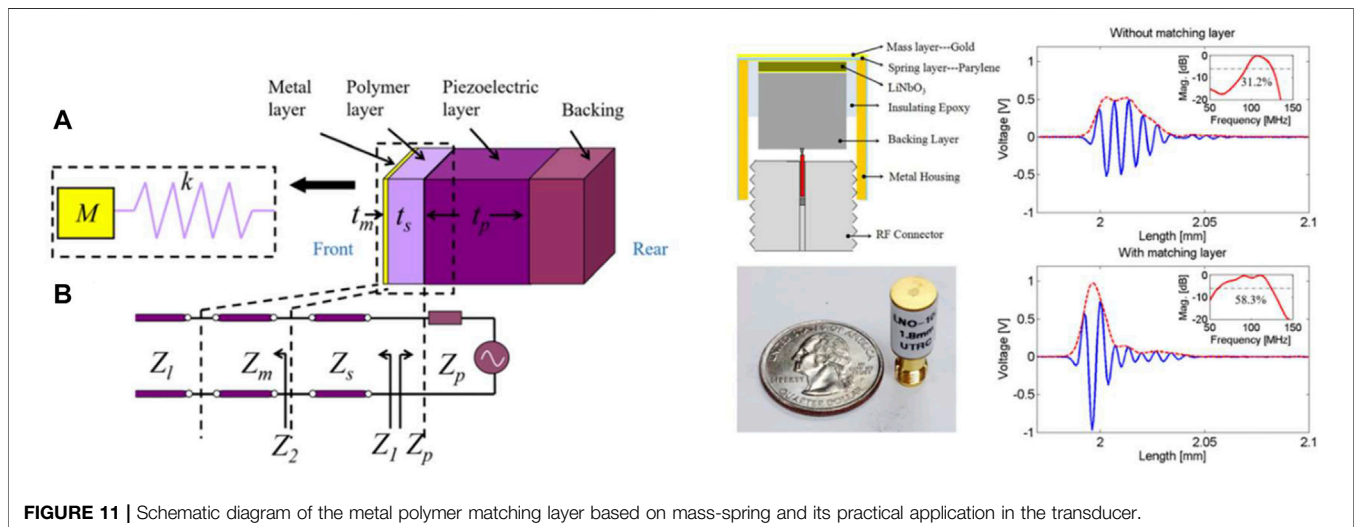 A
Metal
layer
Polymer
layer
Piezoelectric
layer
Backing
M
k
t_m
t_s
t_p
Front
Rear
B
Z_l
Z_m
Z_s
Z_p
Z_2
Z_1
Z_p
Mass layer---Gold
Spring layer---Parylene
LiNbO₃
Insulating Epoxy
Backing Layer
Metal Housing
RF Connector
LNO-10
1.8mm
UTRC
LIBERTY
QUARTER DOLLAR
Without matching layer
Voltage [V]
1
0.5
0
-0.5
-1
2
2.05
2.1
Length [mm]
Mag. [dB]
0
-10
-20
31.2%
50
100
150
Frequency [MHz]
With matching layer
Voltage [V]
1
0.5
0
-0.5
-1
2
2.05
2.1
Length [mm]
Mag. [dB]
0
-10
-20
58.3%
50
100
150
Frequency [MHz]
FIGURE 11 | Schematic diagram of the metal polymer matching layer based on mass-spring and its practical application in the transducer.